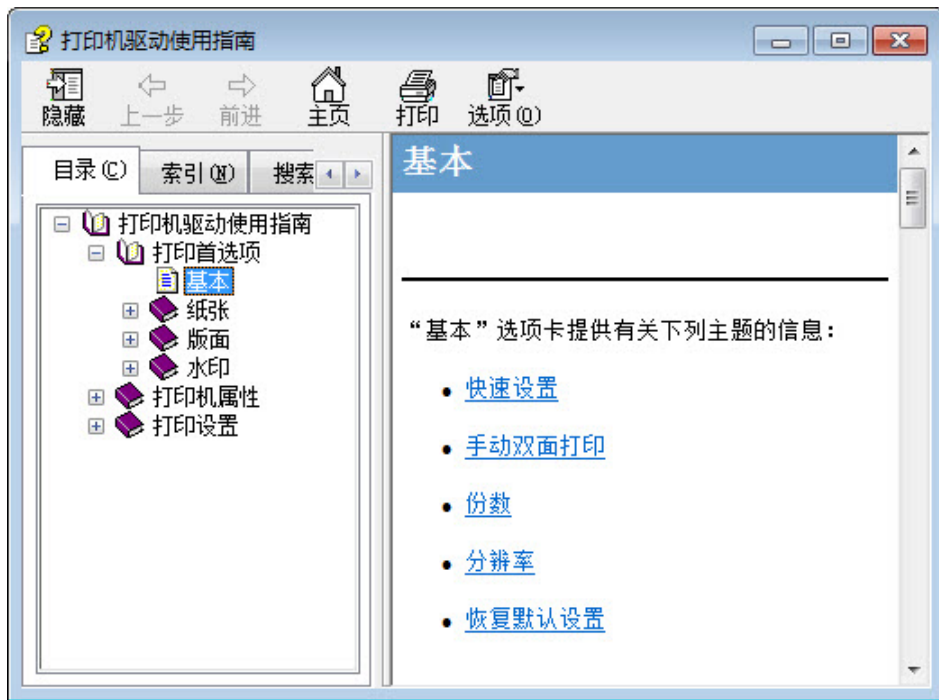 打印机驱动使用指南
隐藏 上一步 前进 主页 打印 选项(O)
目录(C) 索引(N) 搜索
打印机驱动使用指南
打印首选项
基本
纸张
版面
水印
打印机属性
打印设置
基本
“基本”选项卡提供有关下列主题的信息：
• 快速设置
• 手动双面打印
• 份数
• 分辨率
• 恢复默认设置